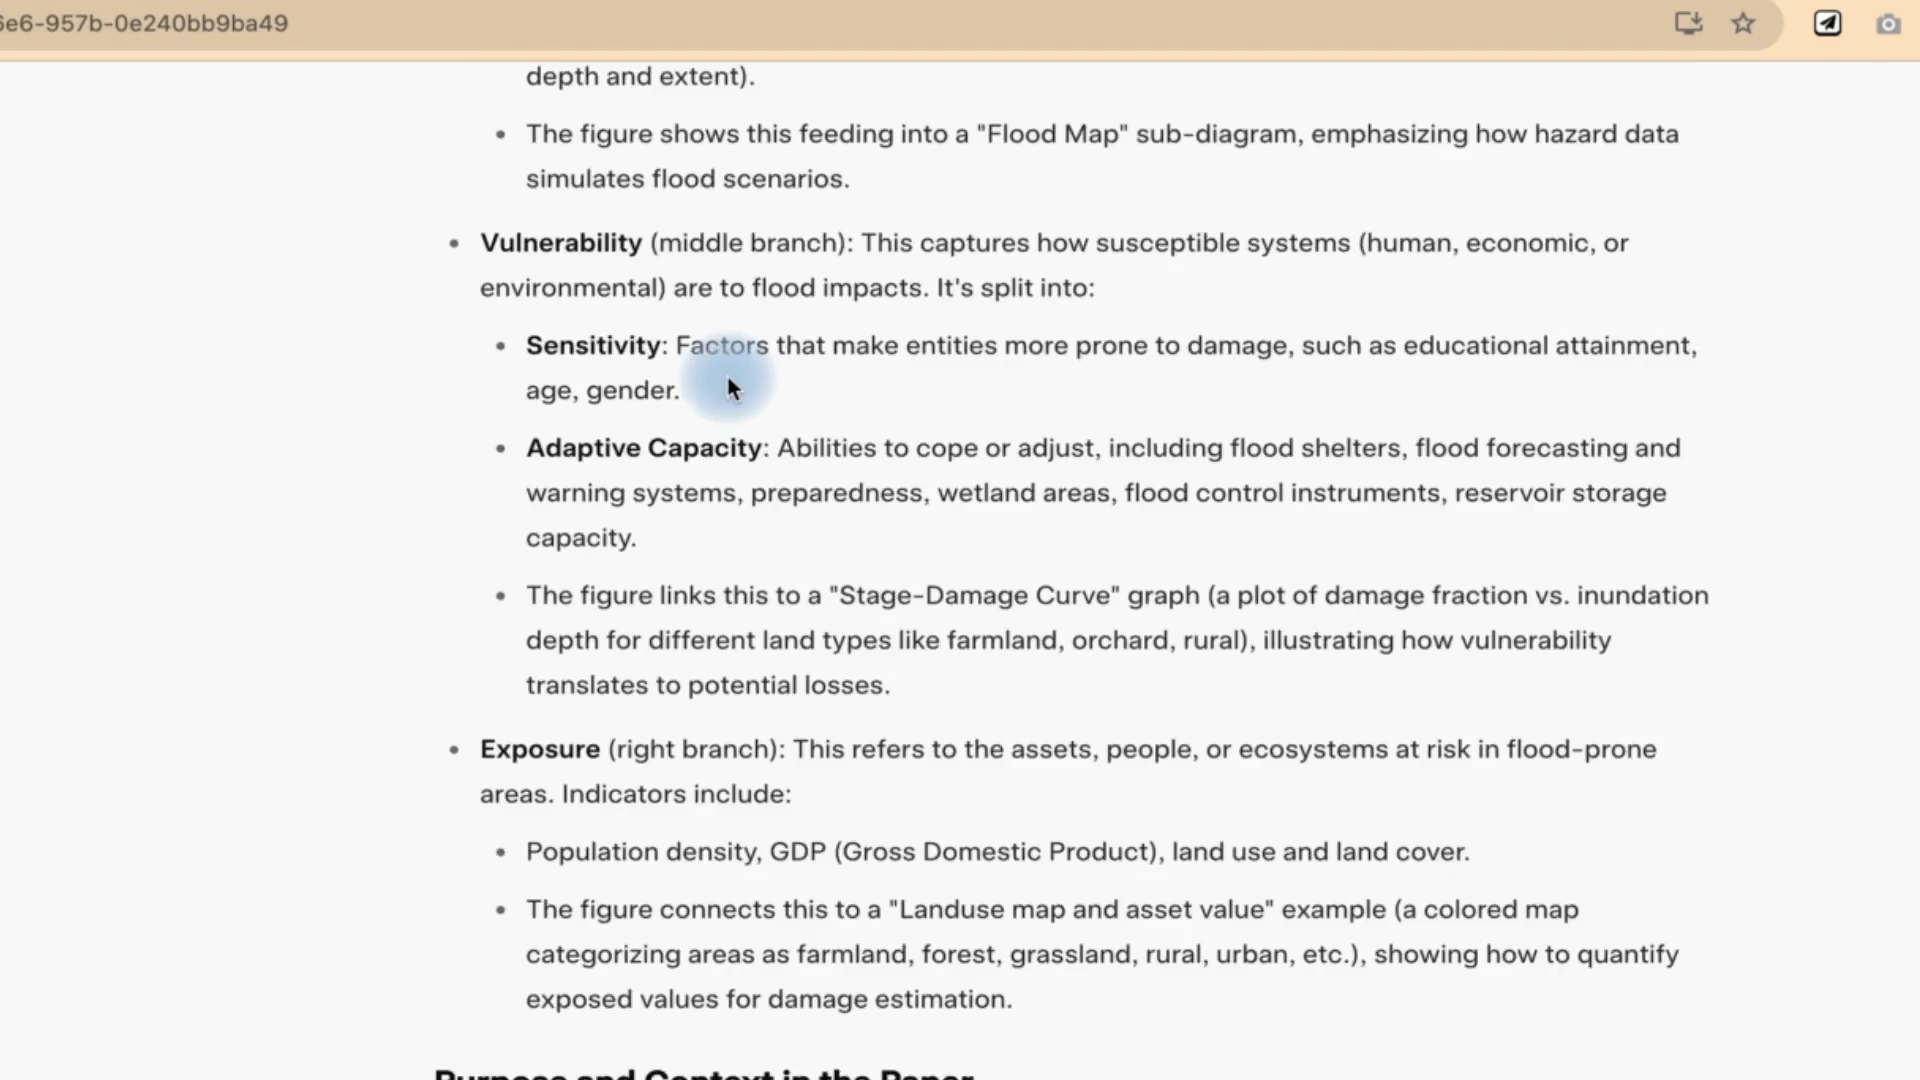 6e6-957b-0e240bb9ba49
depth and extent).
• The figure shows this feeding into a "Flood Map" sub-diagram, emphasizing how hazard data
simulates flood scenarios.
• Vulnerability (middle branch): This captures how susceptible systems (human, economic, or
environmental) are to flood impacts. It's split into:
• Sensitivity: Factors that make entities more prone to damage, such as educational attainment,
age, gender.
• Adaptive Capacity: Abilities to cope or adjust, including flood shelters, flood forecasting and
warning systems, preparedness, wetland areas, flood control instruments, reservoir storage
capacity.
• The figure links this to a "Stage-Damage Curve" graph (a plot of damage fraction vs. inundation
depth for different land types like farmland, orchard, rural), illustrating how vulnerability
translates to potential losses.
• Exposure (right branch): This refers to the assets, people, or ecosystems at risk in flood-prone
areas. Indicators include:
• Population density, GDP (Gross Domestic Product), land use and land cover.
• The figure connects this to a "Landuse map and asset value" example (a colored map
categorizing areas as farmland, forest, grassland, rural, urban, etc.), showing how to quantify
exposed values for damage estimation.
Purpose and Context in the Paper